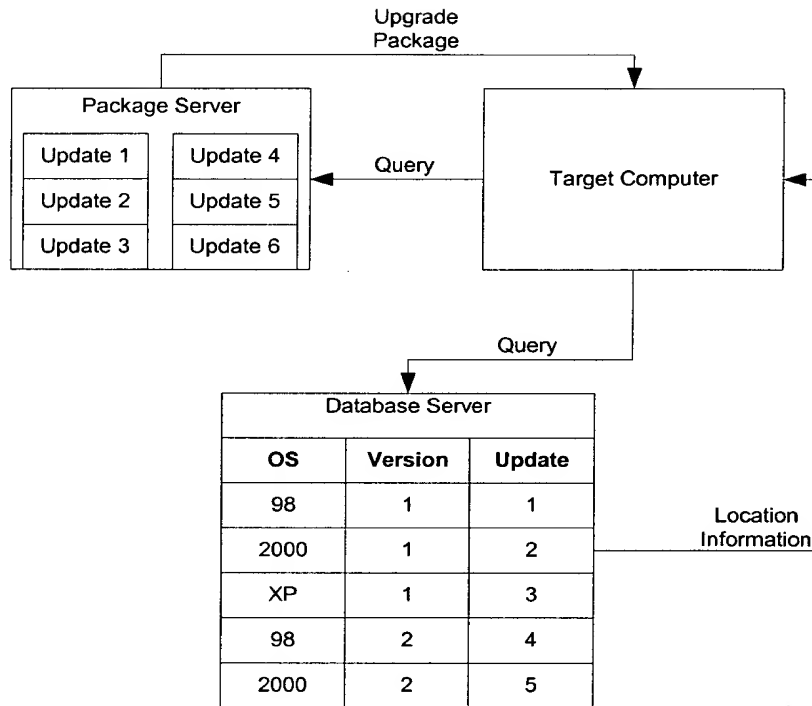 Upgrade
Package
Package Server
Update 1
Update 4
Update 2
Update 5
Update 3
Update 6
Query
Target Computer
Query
Database Server
OS Version Update
98 1 1
2000 1 2
XP 1 3
98 2 4
2000 2 5
Location
Information